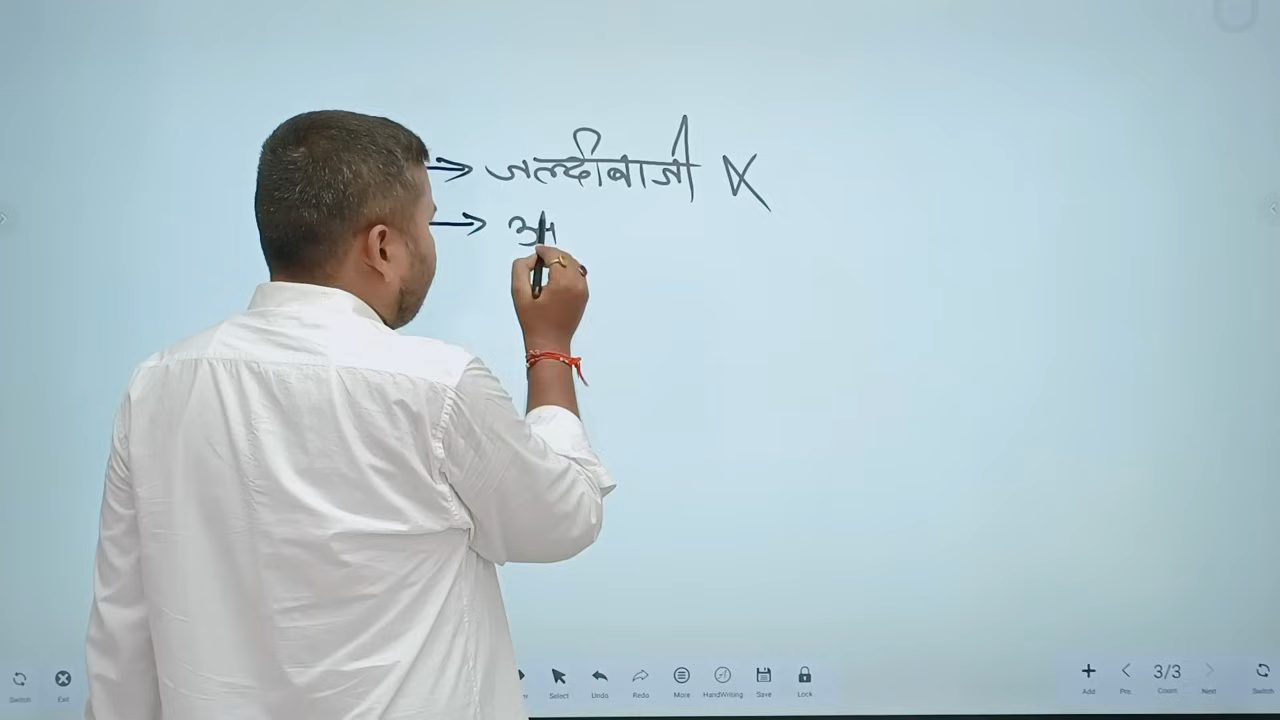 → जल्दीबाजी X
→ अ
Switch Exit Select Undo Redo More HandWriting Save Lock Add Pre 3/3 Count Next Switch